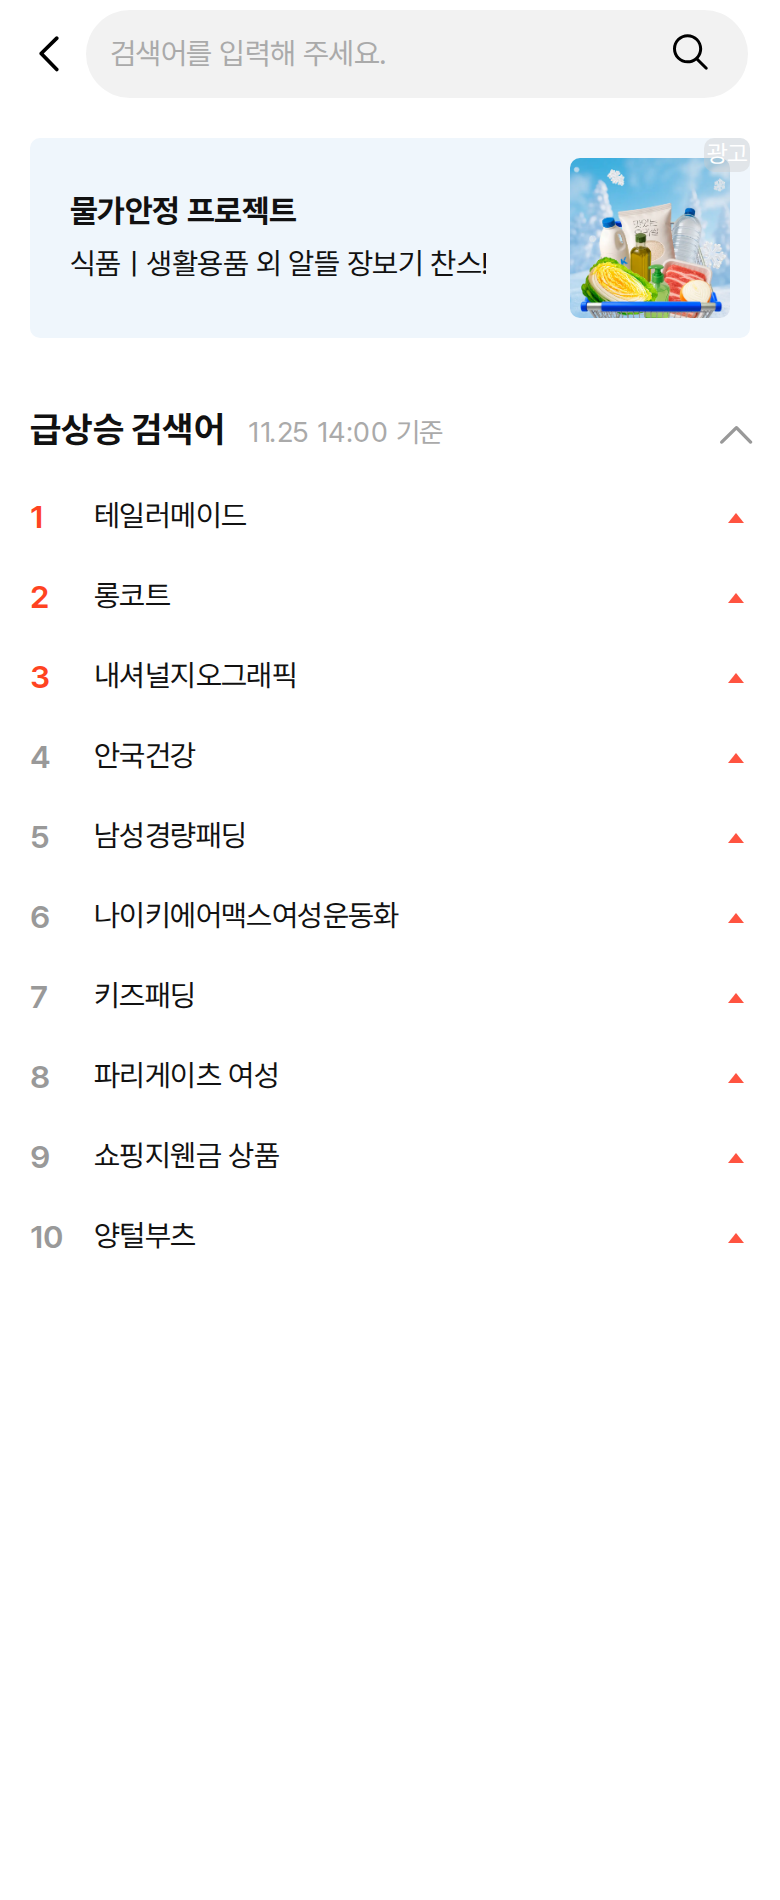 검색어를 입력해 주세요.
광고
물가안정 프로젝트
식품 | 생활용품 외 알뜰 장보기 찬스!
급상승 검색어 11.25 14:00 기준
1 테일러메이드
2 롱코트
3 내셔널지오그래픽
4 안국건강
5 남성경량패딩
6 나이키에어맥스여성운동화
7 키즈패딩
8 파리게이츠 여성
9 쇼핑지웬금 상품
10 양털부츠